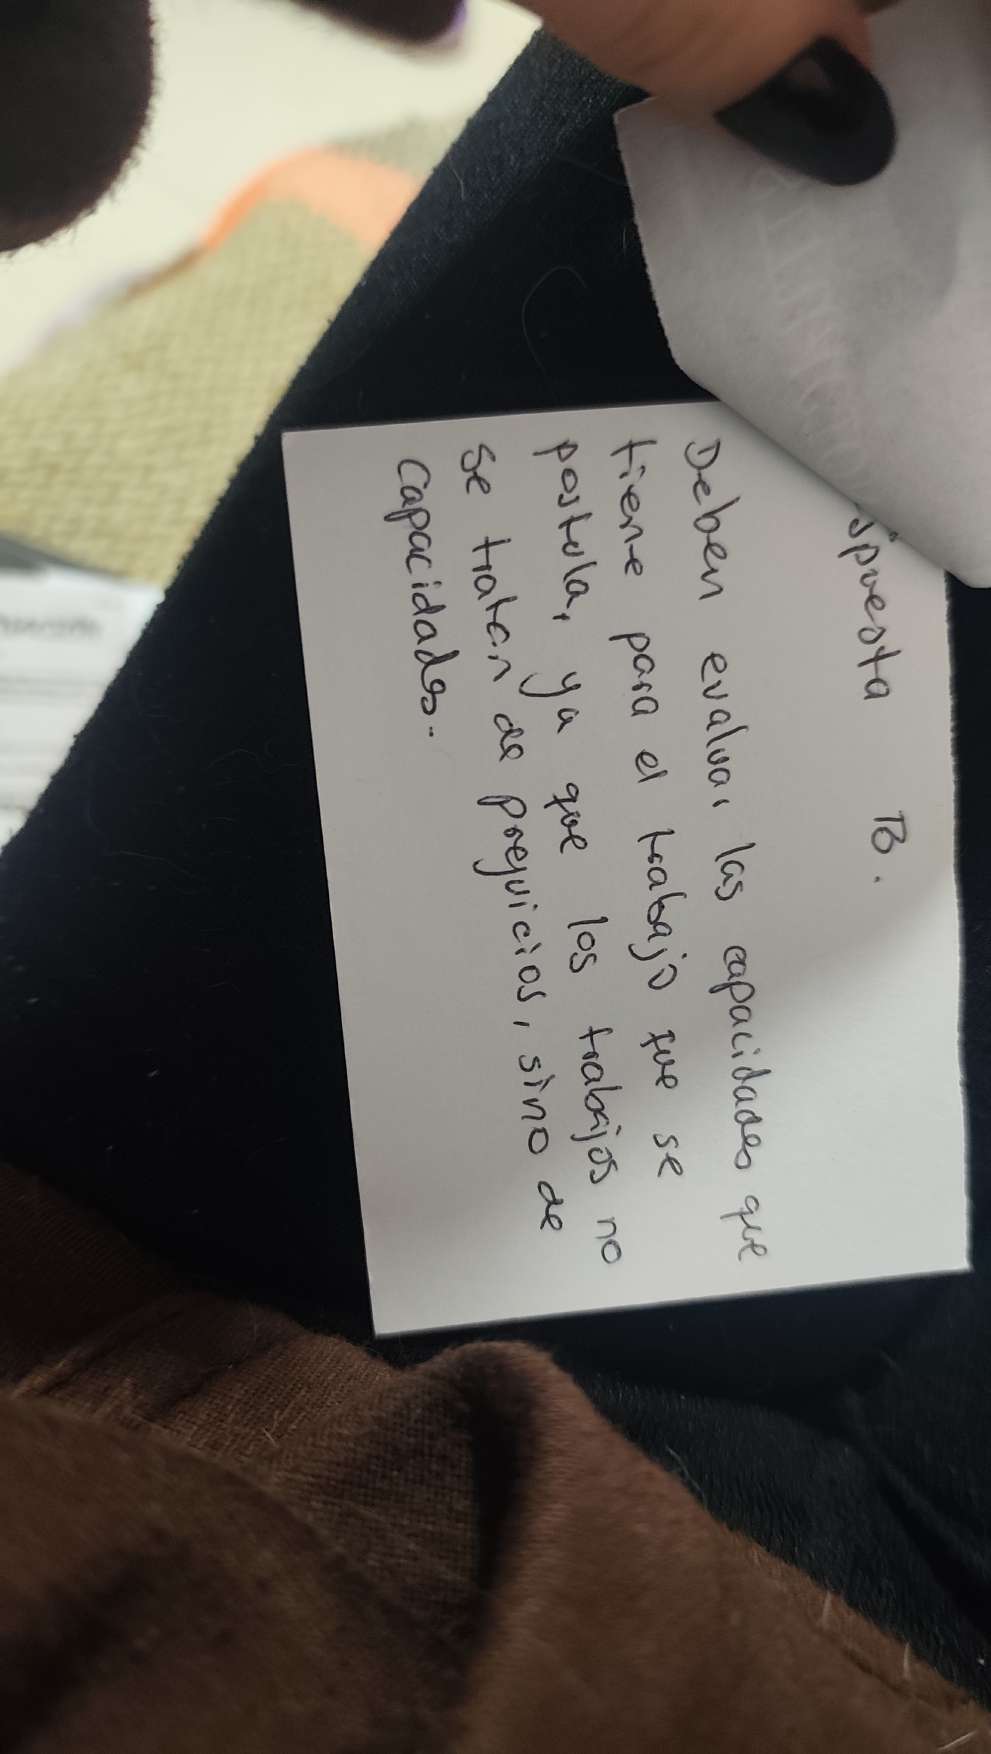 spuesta B.
Deben evaluar las capacidades que
tiene para el trabajo que se
postula, ya que los trabajos no
se tratan de prejuicios, sino de
capacidades.